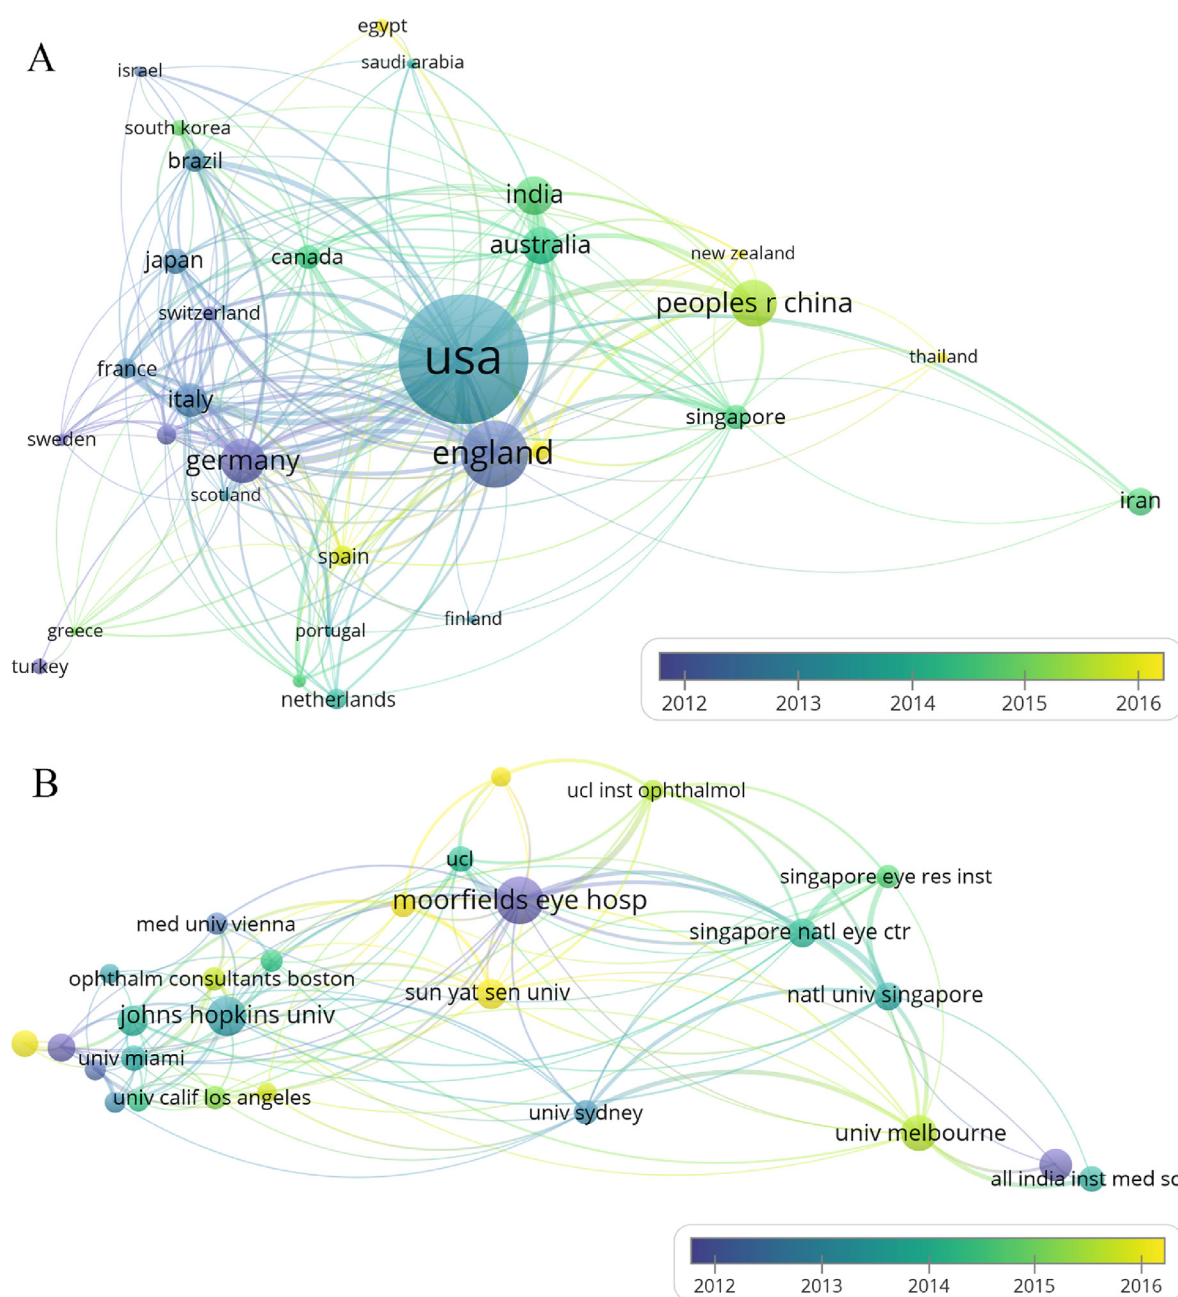 A
egypt
saudi arabia
israel
south korea
brazil
india
australia
japan
canada
new zealand
peoples r china
switzerland
usa
thailand
france
italy
singapore
sweden
england
germany
scotland
iran
spain
finland
greece
portugal
turkey
netherlands
2012 2013 2014 2015 2016
B
ucl inst ophthalmol
ucl
singapore eye res inst
moorfields eye hosp
med univ vienna
singapore natl eye ctr
ophthalm consultants boston
sun yat sen univ
natl univ singapore
johns hopkins univ
univ miami
univ calif los angeles
univ sydney
univ melbourne
all india inst med sc
2012 2013 2014 2015 2016